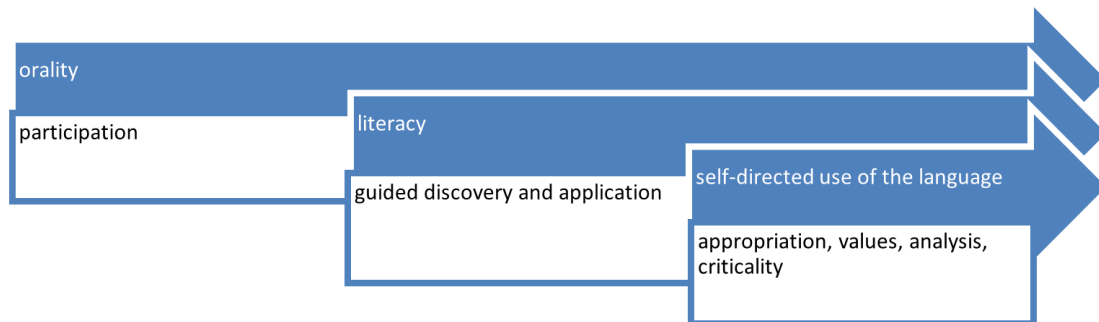 orality
participation
literacy
guided discovery and application
self-directed use of the language
appropriation, values, analysis,
criticality